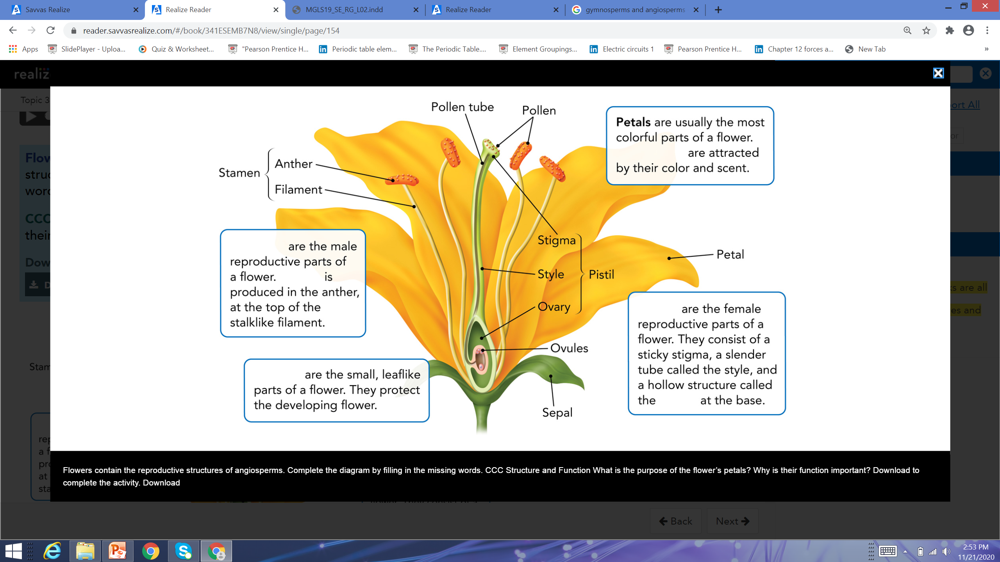 Savvas Realize
Realize Reader
MGLS19_SE_RG_L02.indd
Realize Reader
gymnosperms and angiosperms
reader.savvasrealize.com/#/book/341ESEMB7N8/view/single/page/154
Apps
SlidePlayer - Uploa...
Quiz & Worksheet...
"Pearson Prentice H...
Periodic table elem...
The Periodic Table....
Element Groupings...
Electric circuits 1
Pearson Prentice H...
Chapter 12 forces a...
New Tab
»
realiz
Topic 3
ort All
or
Flow
struc
word
CCC
their
Dow
D
ks are all
es and
Stam
rep
a f
pro
at
sta
Pollen tube
Pollen
Petals are usually the most
colorful parts of a flower.
are attracted
by their color and scent.
Stamen
Anther
Filament
are the male
reproductive parts of
a flower. is
produced in the anther,
at the top of the
stalklike filament.
Stigma
Style
Ovary
Pistil
Petal
Ovules
are the female
reproductive parts of a
flower. They consist of a
sticky stigma, a slender
tube called the style, and
a hollow structure called
the at the base.
are the small, leaflike
parts of a flower. They protect
the developing flower.
Sepal
Flowers contain the reproductive structures of angiosperms. Complete the diagram by filling in the missing words. CCC Structure and Function What is the purpose of the flower's petals? Why is their function important? Download to
complete the activity. Download
Back
Next
2:53 PM
11/21/2020